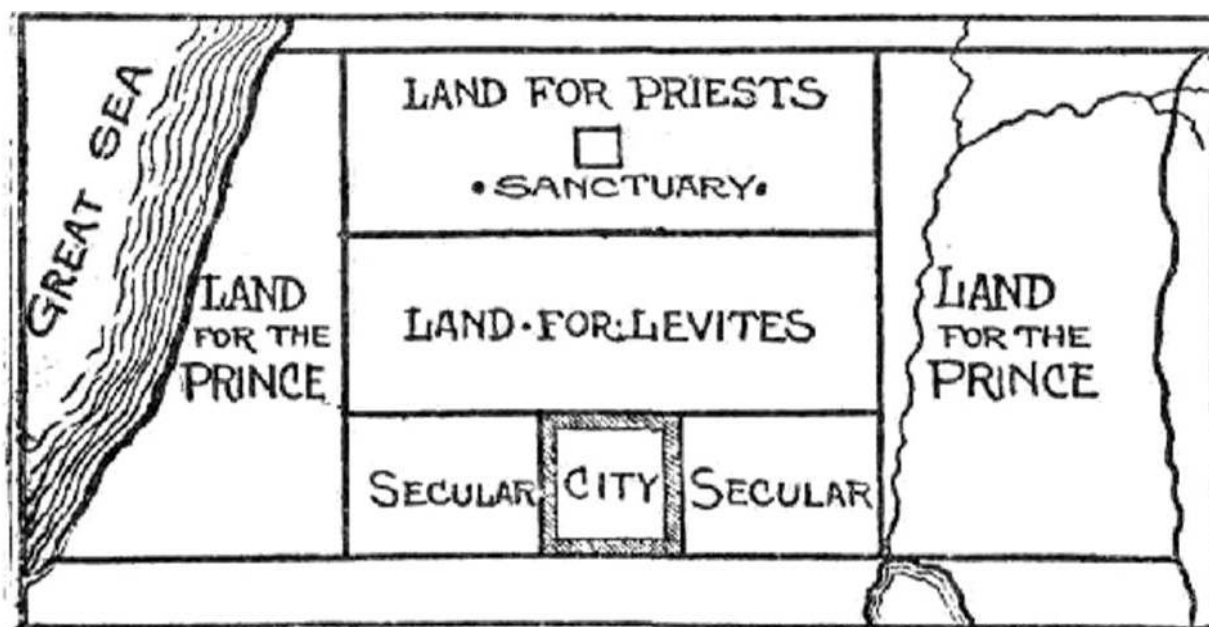 GREAT SEA
LAND FOR PRIESTS
• SANCTUARY •
LAND
FOR THE
PRINCE
LAND • FOR : LEVITES
LAND
FOR THE
PRINCE
SECULAR
CITY
SECULAR